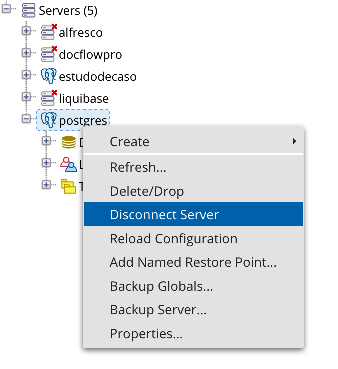 Servers (5)
alfresco
docflowpro
estudodecaso
liquibase
postgres
Create
Refresh...
Delete/Drop
Disconnect Server
Reload Configuration
Add Named Restore Point...
Backup Globals...
Backup Server...
Properties...